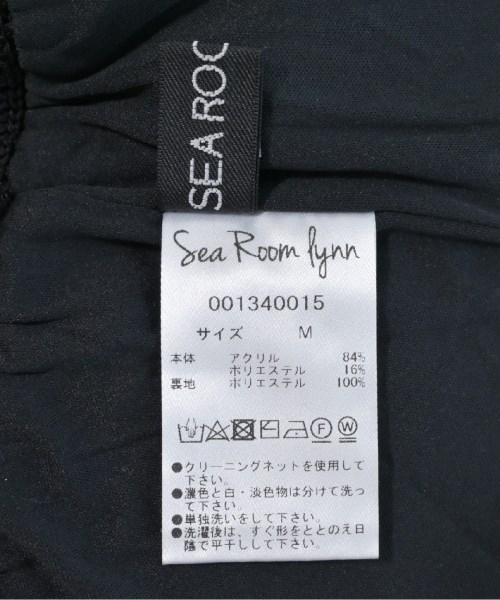 SEA ROO
Sea Room lynn
001340015
サイズ M
本体 アクリル 84%
ポリエステル 16%
裏地 ポリエステル 100%
F W
●クリーニングネットを使用して
下さい。
●濃色と白・淡色物は分けて洗っ
て下さい。
●単独洗いをして下さい。
●洗濯後は、すぐ形をととのえ日
陰で平干しして下さい。